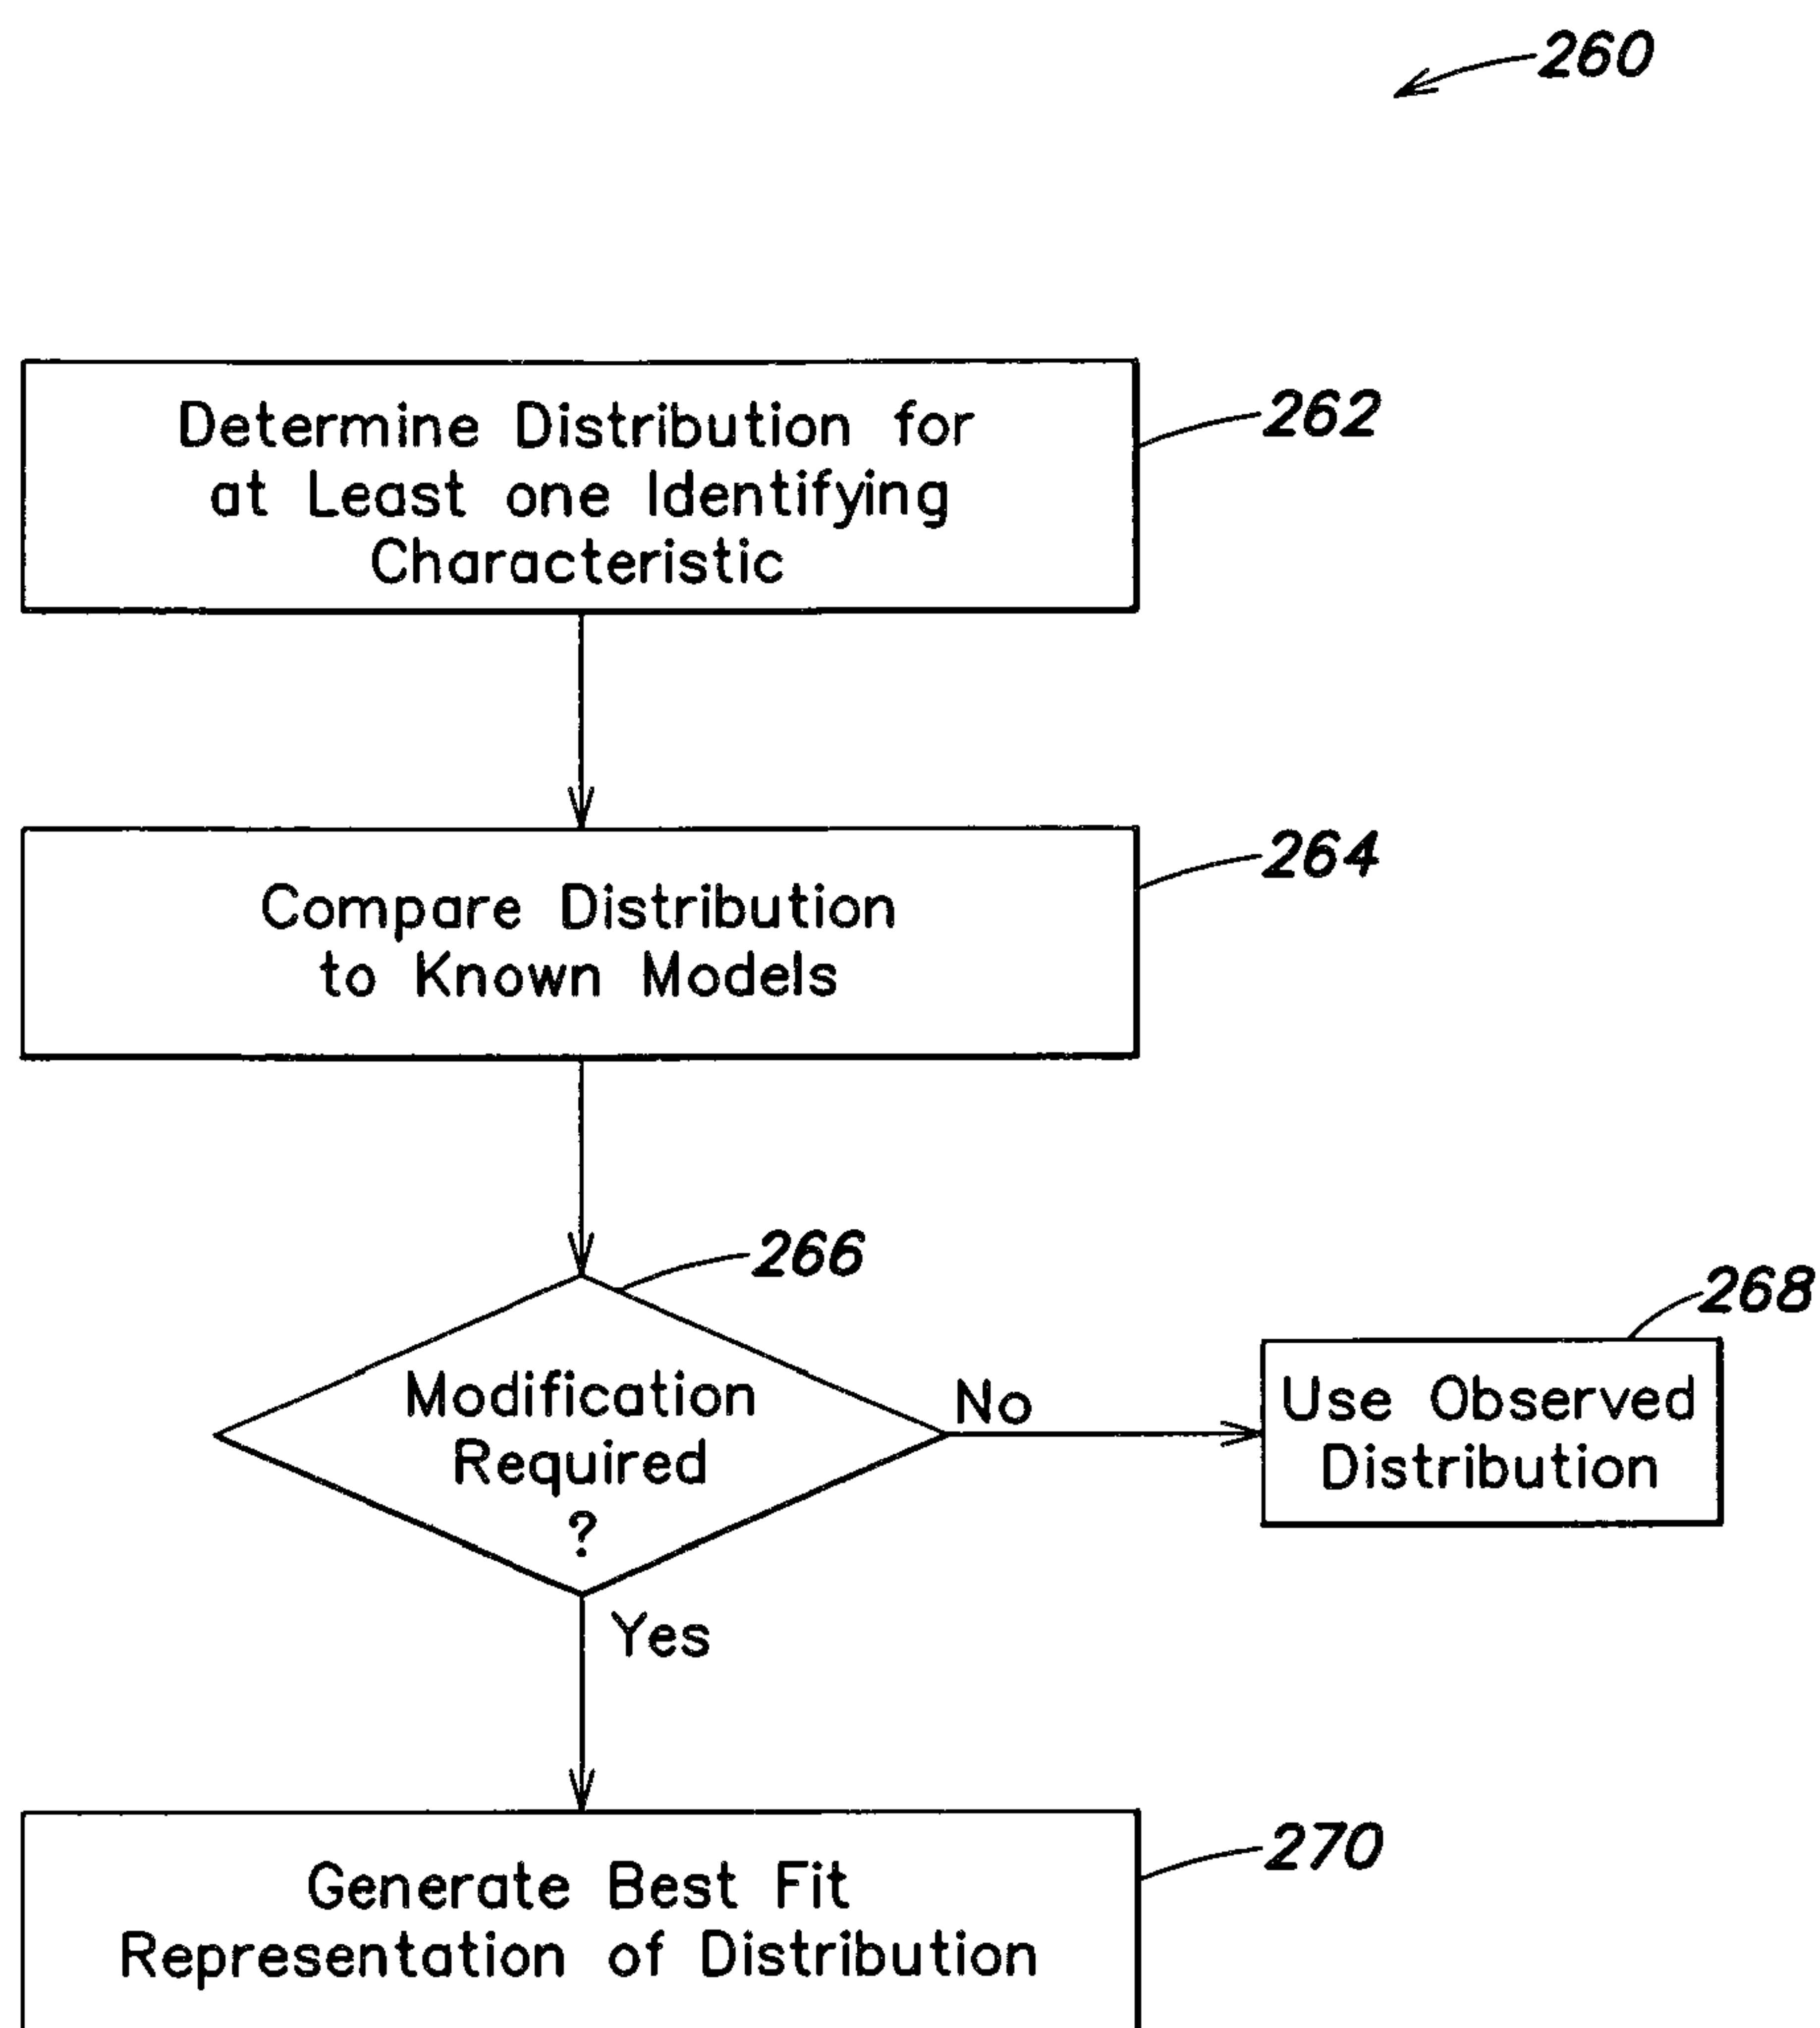 260
Determine Distribution for
at Least one Identifying
Characteristic
262
Compare Distribution
to Known Models
264
266
Modification
Required
?
No
268
Use Observed
Distribution
Yes
Generate Best Fit
Representation of Distribution
270